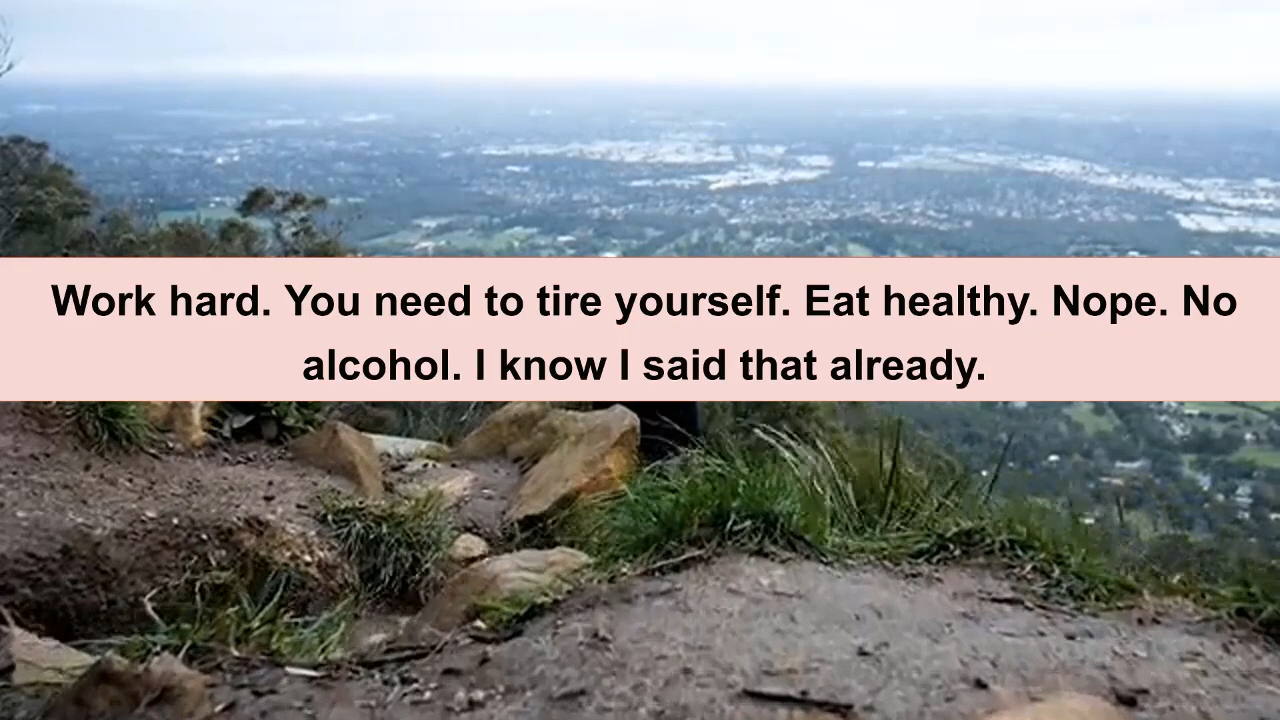 Work hard. You need to tire yourself. Eat healthy. Nope. No
alcohol. I know I said that already.